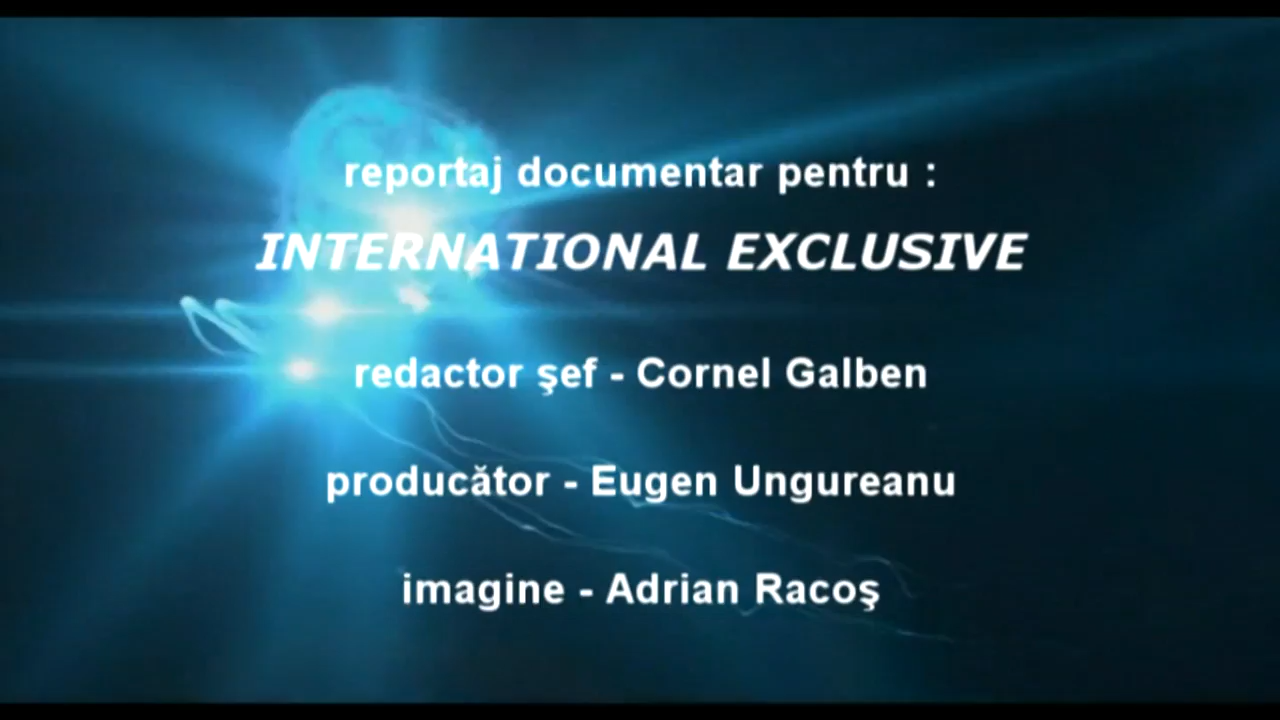 reportaj documentar pentru :
INTERNATIONAL EXCLUSIVE
redactor şef - Cornel Galben
producător - Eugen Ungureanu
imagine - Adrian Racoş